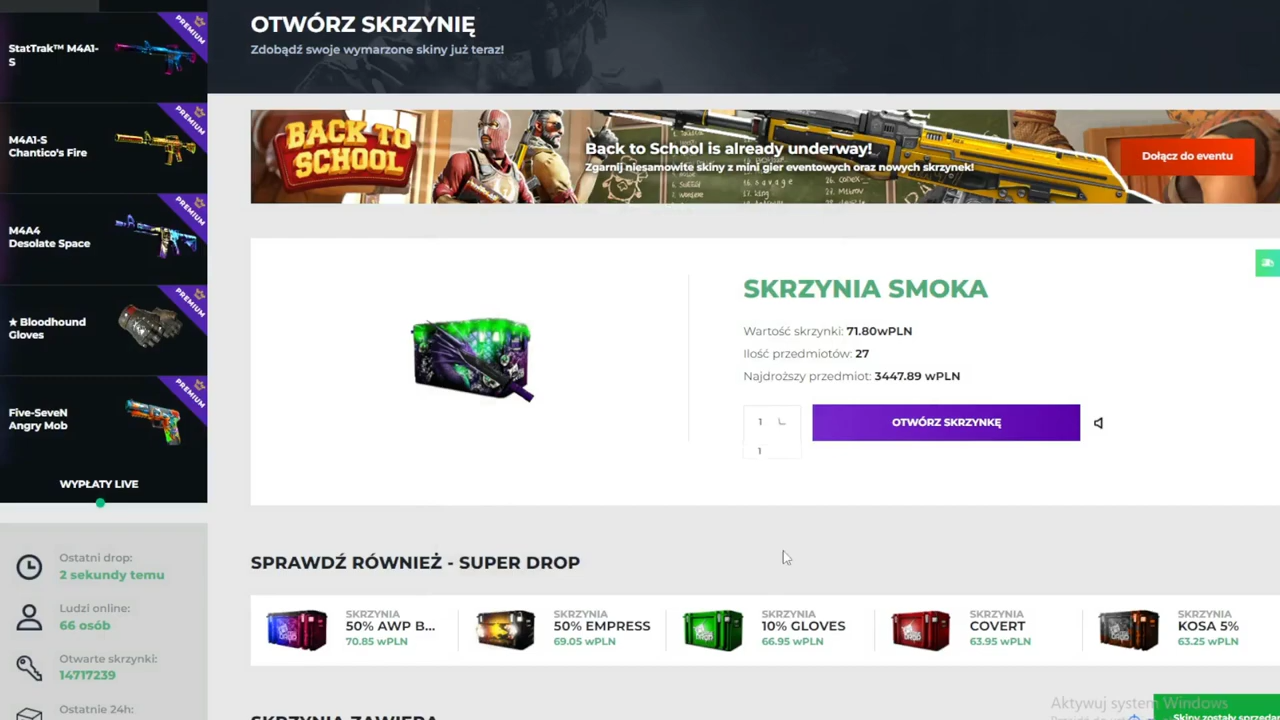 StatTrak™ M4A1-
S
PREMIUM
M4A1-S
Chantico's Fire
PREMIUM
M4A4
Desolate Space
PREMIUM
★ Bloodhound
Gloves
PREMIUM
Five-SeveN
Angry Mob
PREMIUM
WYPŁATY LIVE
Ostatni drop:
2 sekundy temu
Ludzi online:
66 osób
Otwarte skrzynki:
14717239
Ostatnie 24h:
OTWÓRZ SKRZYNIĘ
Zdobądź swoje wymarzone skiny już teraz!
BACK TO
SCHOOL
Back to School is already underway!
Zgarnij niesamowite skiny z mini gier eventowych oraz nowych skrzynek!
Dołącz do eventu
SKRZYNIA SMOKA
Wartość skrzynki: 71.80wPLN
Ilość przedmiotów: 27
Najdroższy przedmiot: 3447.89 wPLN
1
OTWÓRZ SKRZYNKĘ
1
SPRAWDŹ RÓWNIEŻ - SUPER DROP
SKRZYNIA
50% AWP B...
70.85 wPLN
SKRZYNIA
50% EMPRESS
69.05 wPLN
SKRZYNIA
10% GLOVES
66.95 wPLN
SKRZYNIA
COVERT
63.95 wPLN
SKRZYNIA
KOSA 5%
63.25 wPLN
SKRZYNIA ZAWIERA
Aktywuj system Windows
Skiny zostały sprzedan